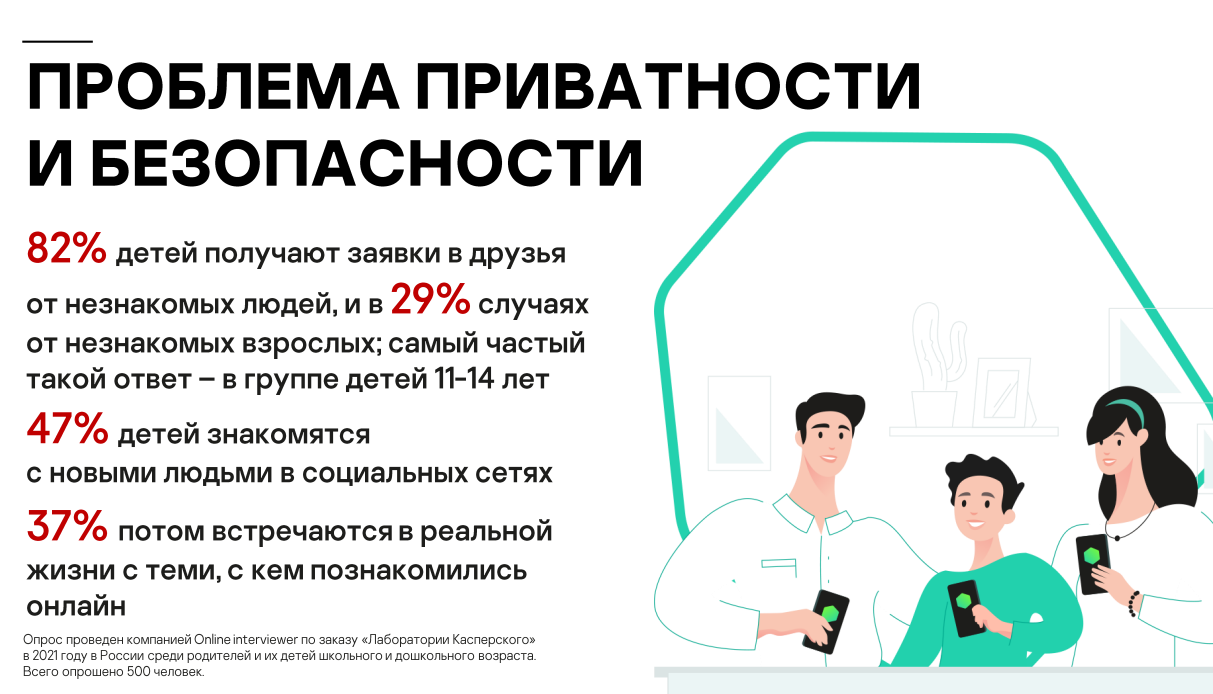 ПРОБЛЕМА ПРИВАТНОСТИ
И БЕЗОПАСНОСТИ
82% детей получают заявки в друзья
от незнакомых людей, и в 29% случаях
от незнакомых взрослых; самый частый
такой ответ – в группе детей 11-14 лет
47% детей знакомятся
с новыми людьми в социальных сетях
37% потом встречаются в реальной
жизни с теми, с кем познакомились
онлайн
Опрос проведен компанией Online interviewer по заказу «Лаборатории Касперского»
в 2021 году в России среди родителей и их детей школьного и дошкольного возраста.
Всего опрошено 500 человек.